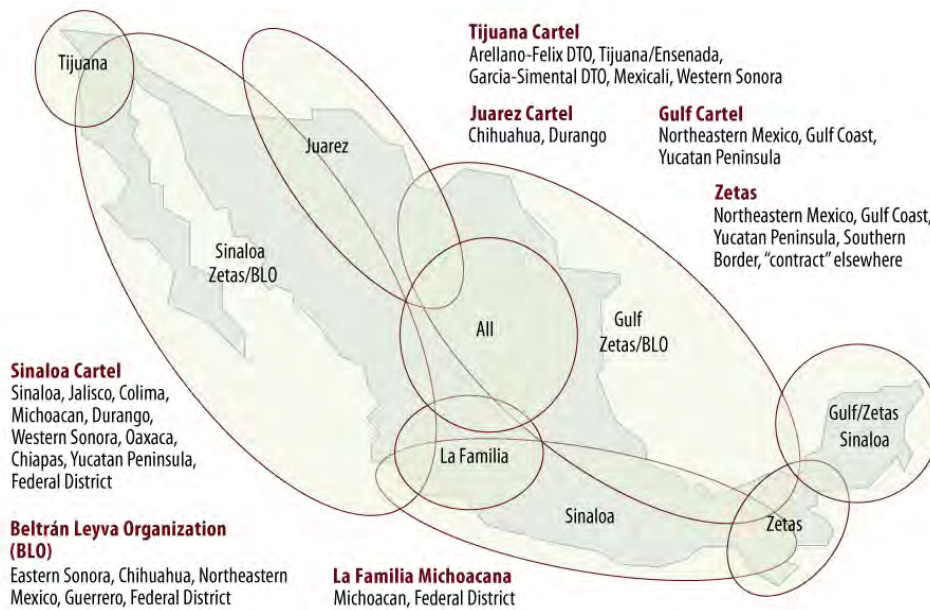 Tijuana Cartel
Arellano-Felix DTO, Tijuana/Ensenada,
Garcia-Simental DTO, Mexicali, Western Sonora
Juarez Cartel
Chihuahua, Durango
Gulf Cartel
Northeastern Mexico, Gulf Coast,
Yucatan Peninsula
Zetas
Northeastern Mexico, Gulf Coast,
Yucatan Peninsula, Southern
Border, “contract” elsewhere
Tijuana
Juarez
Sinaloa
Zetas/BLO
All
Gulf
Zetas/BLO
Gulf/Zetas
Sinaloa
La Familia
Sinaloa
Zetas
Sinaloa Cartel
Sinaloa, Jalisco, Colima,
Michoacan, Durango,
Western Sonora, Oaxaca,
Chiapas, Yucatan Peninsula,
Federal District
Beltrán Leyva Organization
(BLO)
Eastern Sonora, Chihuahua, Northeastern
Mexico, Guerrero, Federal District
La Familia Michoacana
Michoacan, Federal District